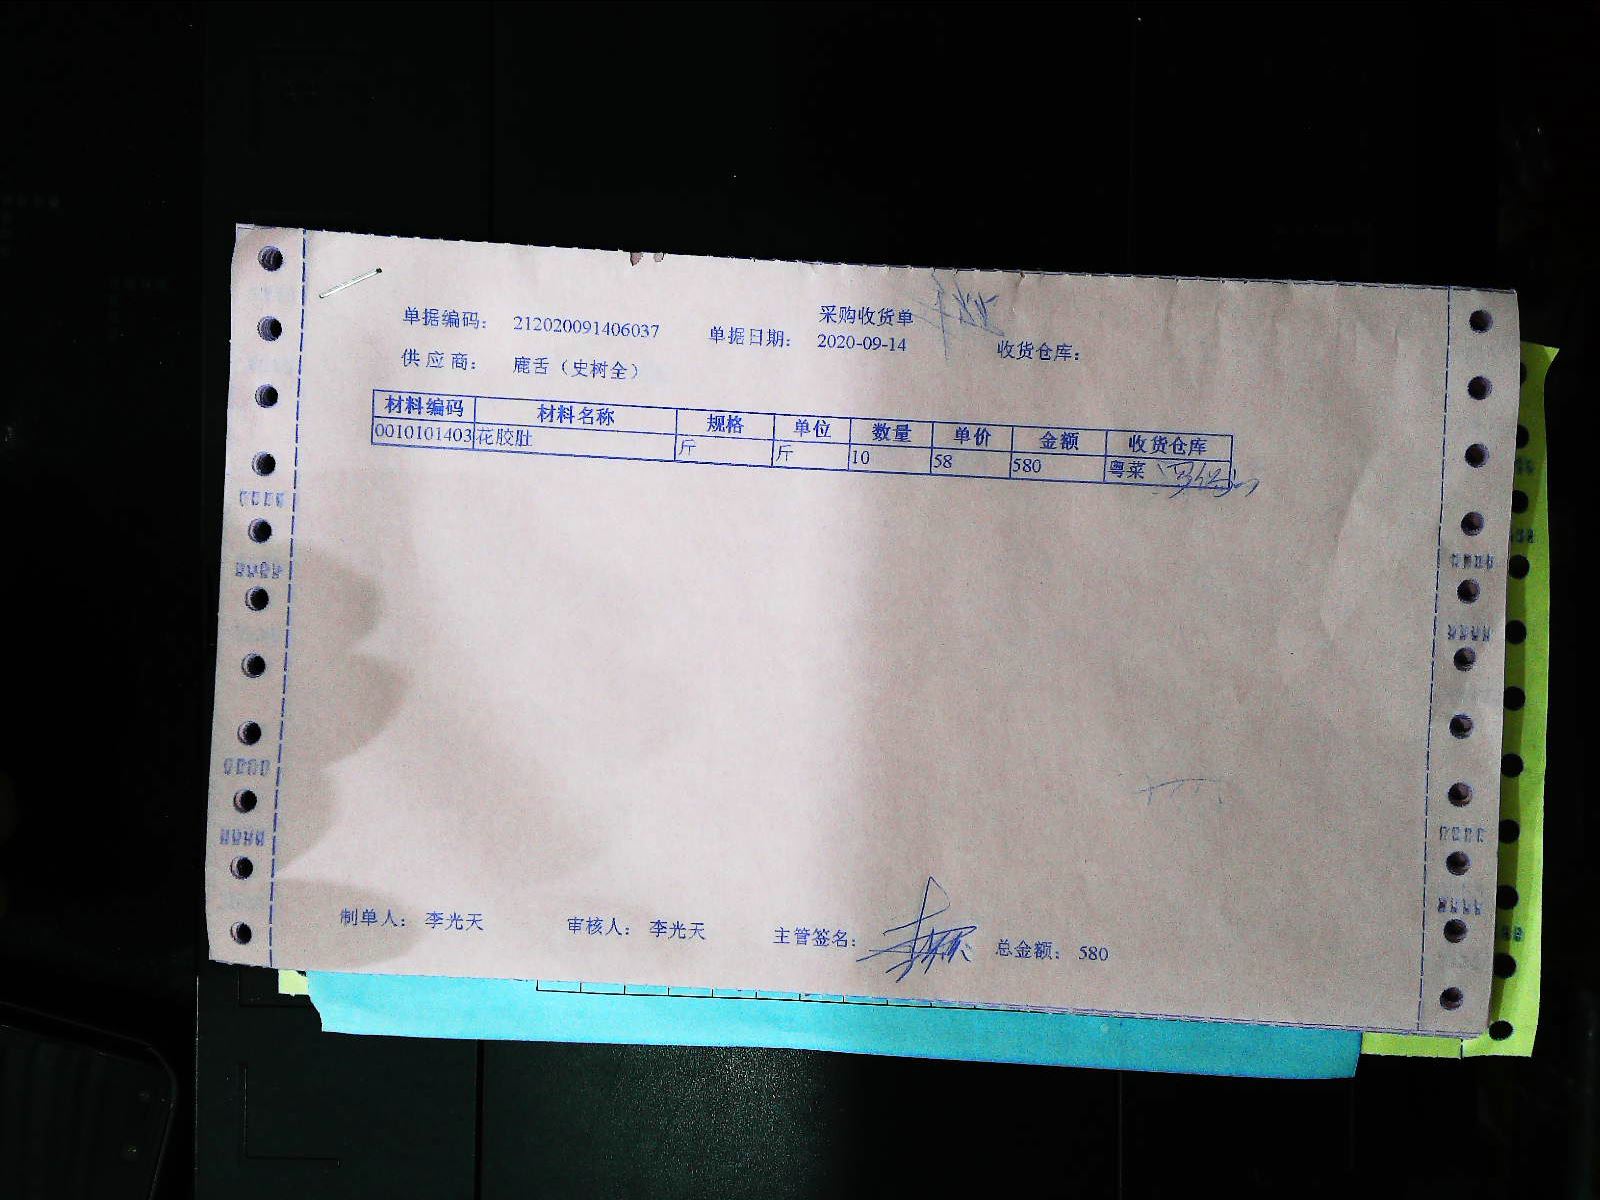 采购收货单
单据编码： 212020091406037 单据日期： 2020-09-14 收货仓库：
供应商： 鹿舌（史树全）
材料编码 材料名称 规格 单位 数量 单价 金额 收货仓库
0010101403 花胶肚 斤 斤 10 58 580 粤菜
制单人： 李光天 审核人： 李光天 主管签名： 总金额： 580